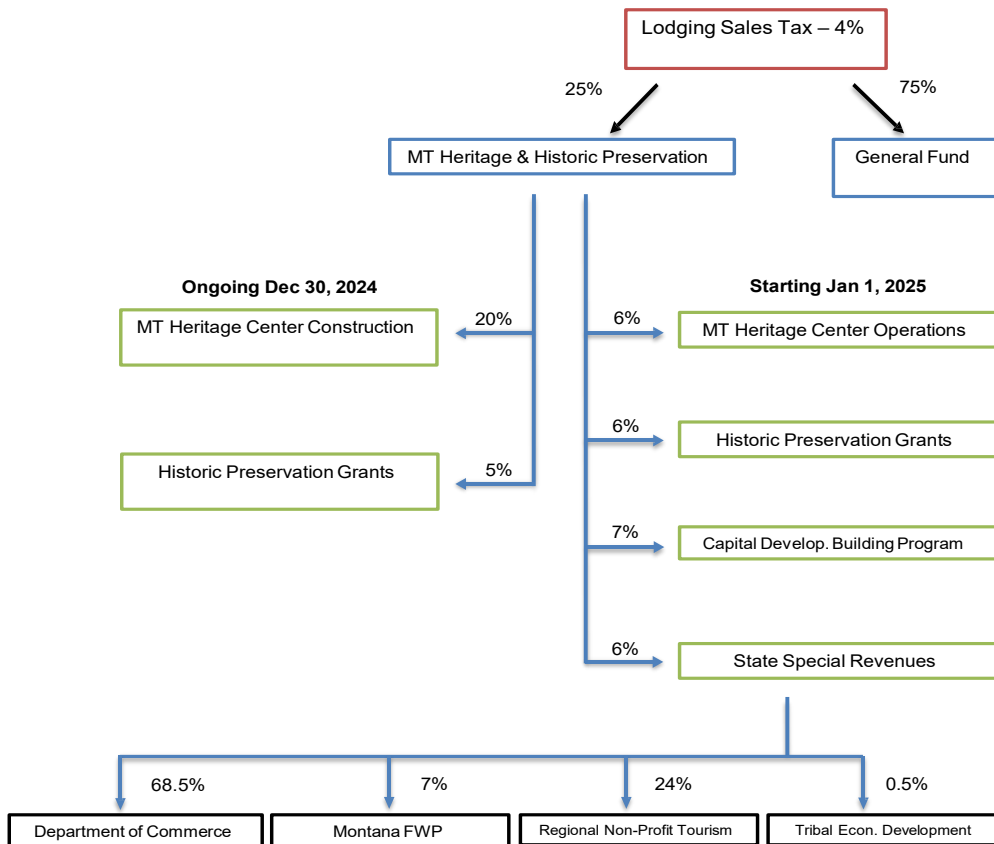 Lodging Sales Tax – 4%
25%
75%
MT Heritage & Historic Preservation
General Fund
Ongoing Dec 30, 2024
Starting Jan 1, 2025
MT Heritage Center Construction
20%
6%
MT Heritage Center Operations
6%
Historic Preservation Grants
Historic Preservation Grants
5%
7%
Capital Develop. Building Program
6%
State Special Revenues
68.5%
7%
24%
0.5%
Department of Commerce
Montana FWP
Regional Non-Profit Tourism
Tribal Econ. Development